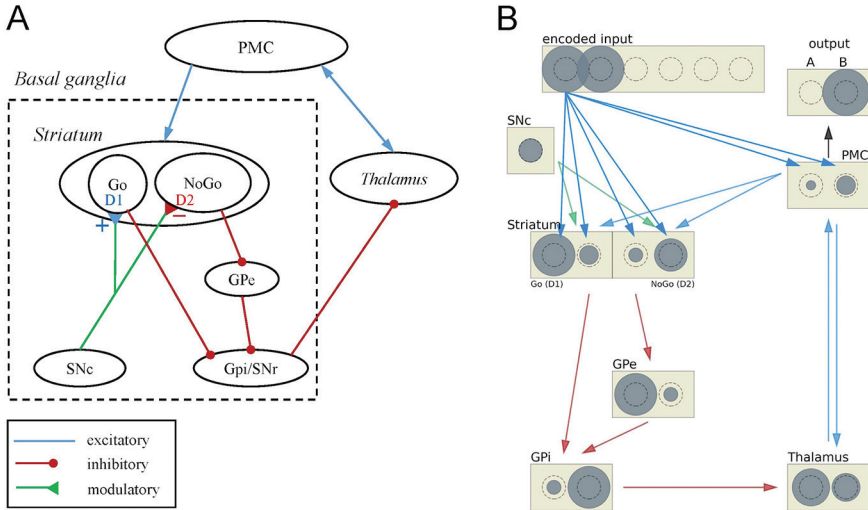 A
PMC
Basal ganglia
Striatum
Go
NoGo
D1
D2
+
−
Thalamus
GPe
SNc
Gpi/SNr
excitatory
inhibitory
modulatory
B
encoded input
output
A B
SNc
PMC
Striatum
Go (D1) NoGo (D2)
GPe
GPi
Thalamus